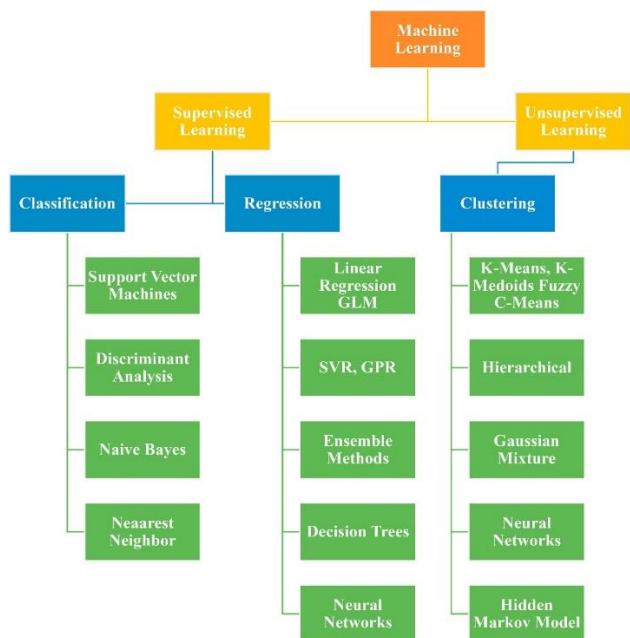 Machine
Learning
Supervised
Learning
Unsupervised
Learning
Classification
Regression
Clustering
Support Vector
Machines
Discriminant
Analysis
Naive Bayes
Neaarest
Neighbor
Linear
Regression
GLM
SVR, GPR
Ensemble
Methods
Decision Trees
Neural
Networks
K-Means, K-
Medoids Fuzzy
C-Means
Hierarchical
Gaussian
Mixture
Neural
Networks
Hidden
Markov Model